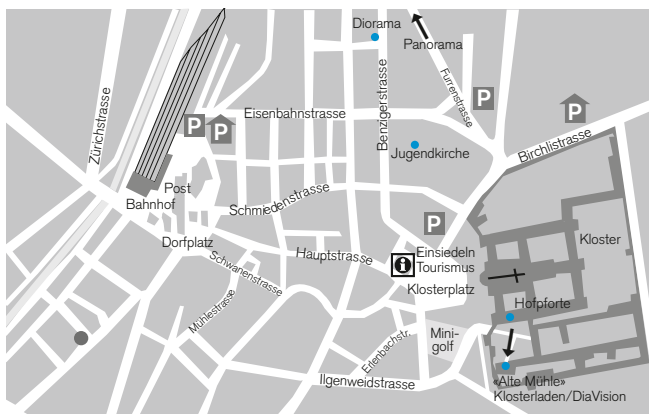 Diorama
Panorama
Furrenstrasse
P
Zürichstrasse
P
P
P
Eisenbahnstrasse
Benzigerstrasse
Jugendkirche
Birchlistrasse
Post
Bahnhof
Schmiedenstrasse
P
Dorfplatz
Hauptstrasse
i
Einsiedeln
Tourismus
Kloster
Schwanenstrasse
Klosterplatz
Mühlestrasse
Hofpforte
Erlenbachstr.
Mini-
golf
Ilgenweidstrasse
«Alte Mühle»
Klosterladen/DiaVision